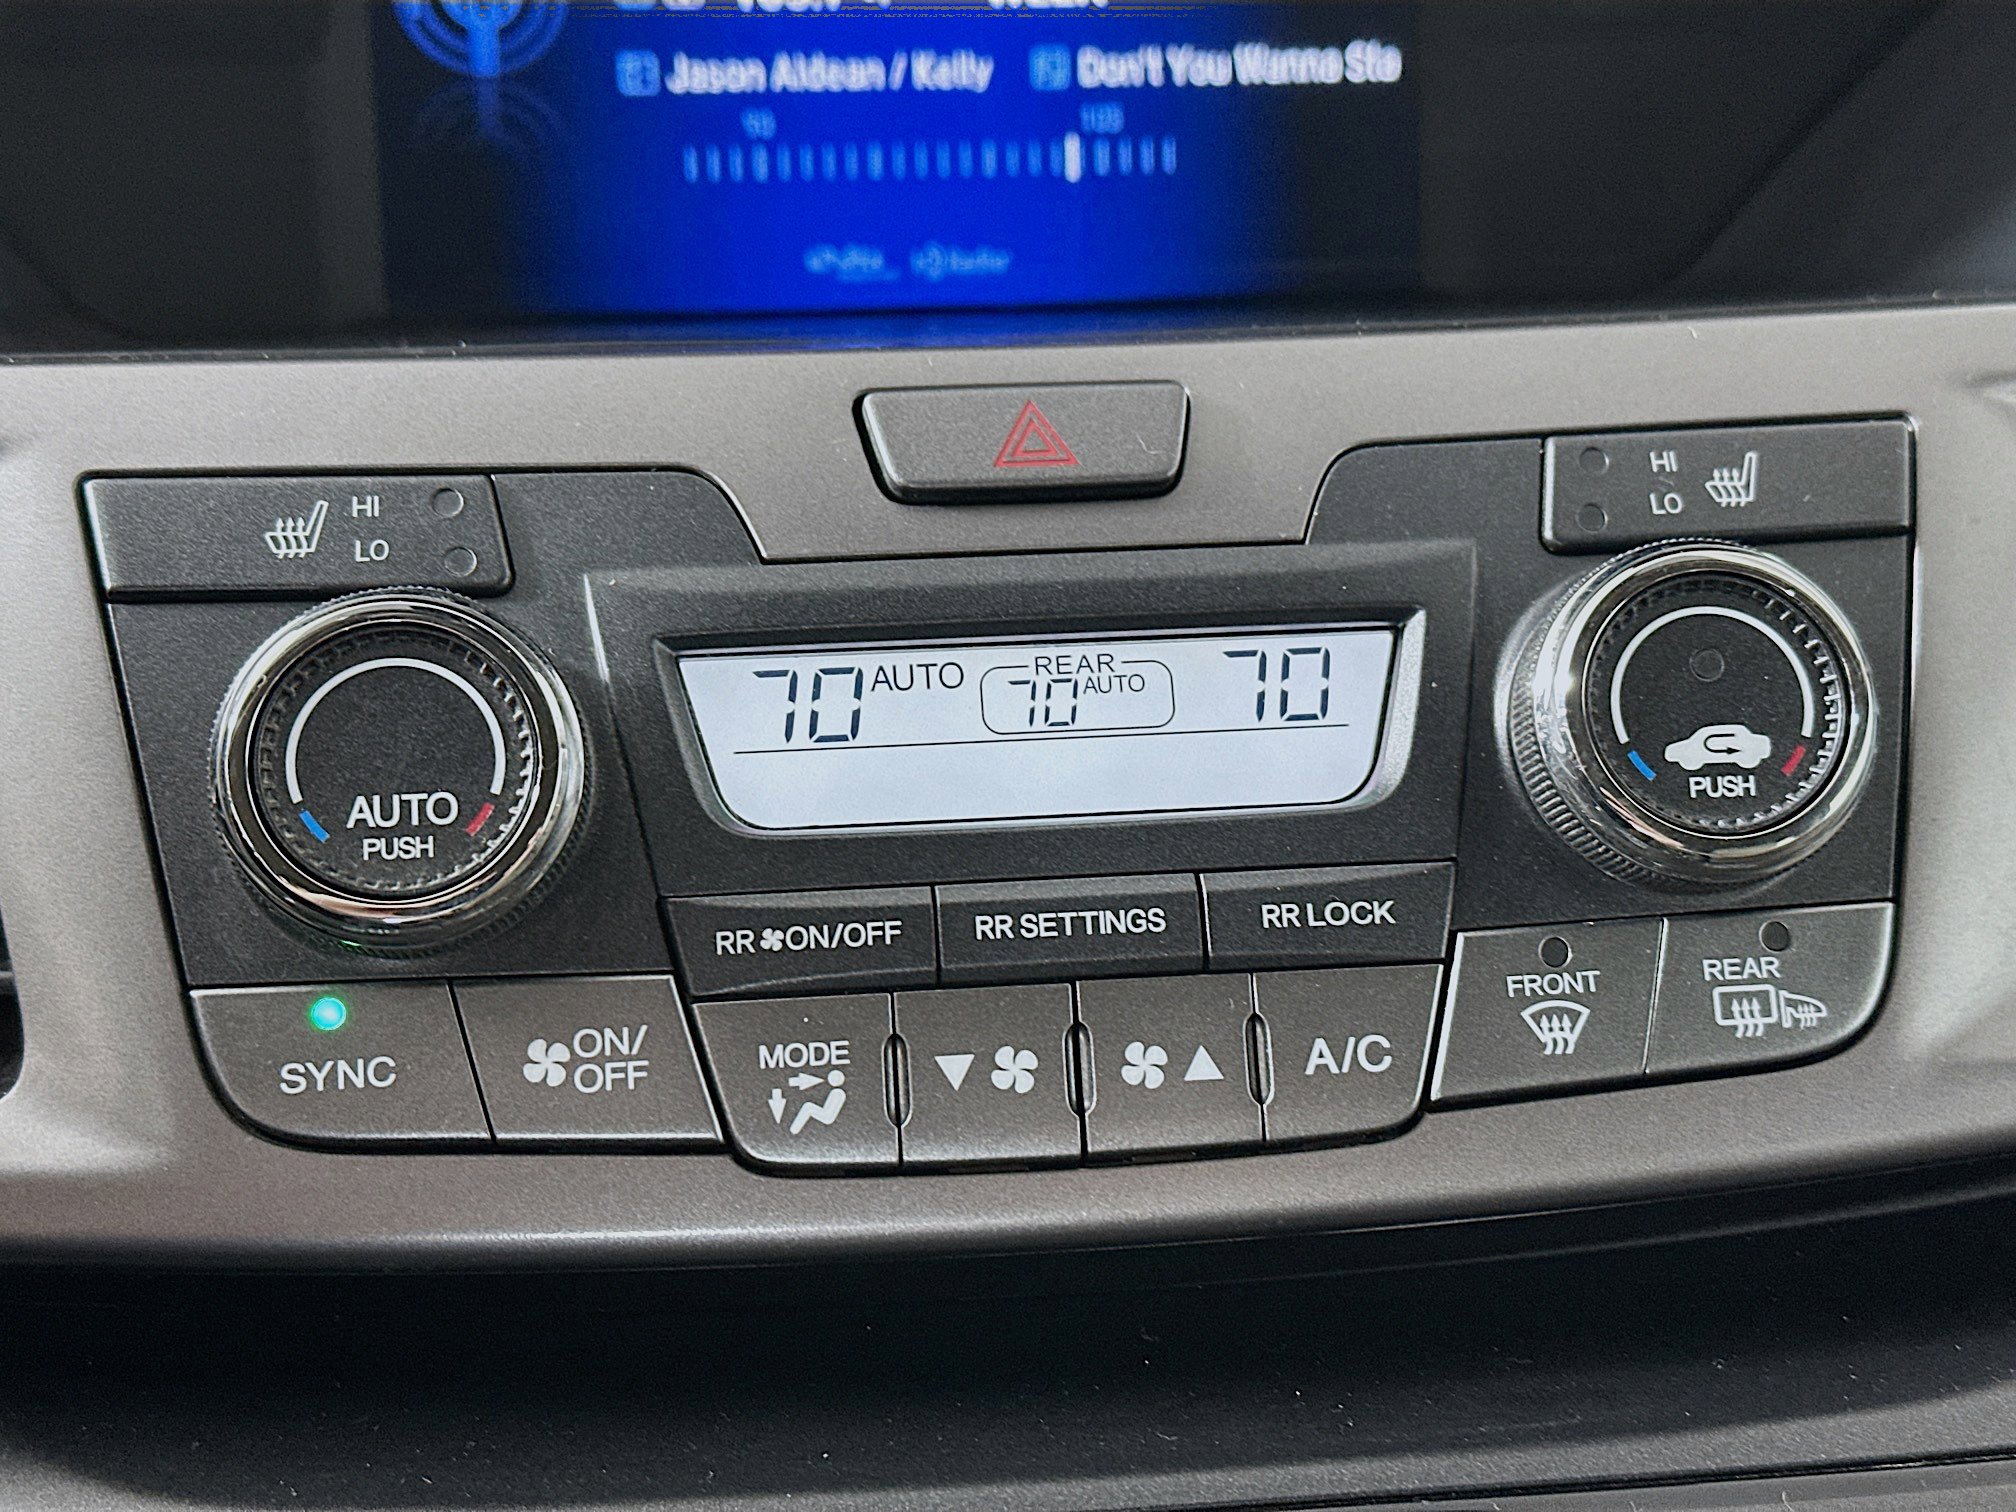 Jason Aldean / Kelly Don't You Wanna Sta
HI
LO
HI
LO
70 AUTO REAR 70 AUTO 70
AUTO
PUSH
PUSH
RR ON/OFF RR SETTINGS RR LOCK
SYNC
ON/
OFF
MODE
A/C
FRONT
REAR